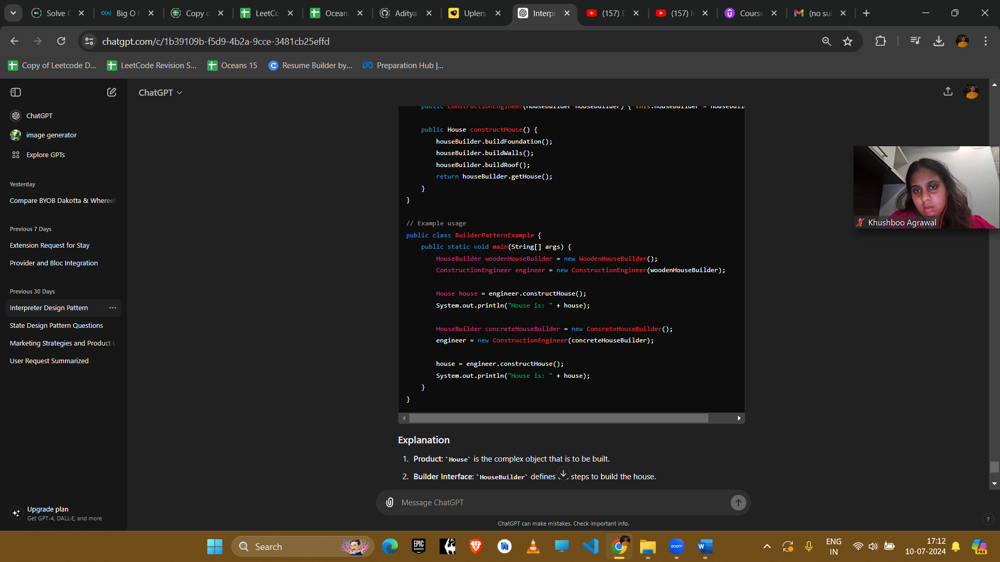 Solve C
O(n) Big O C
Copy o
LeetCo
Ocean
Aditya
Uplers
Interp
(157) D
(157) I
Course
(no su
chatgpt.com/c/1b39109b-f5d9-4b2a-9cce-3481cb25effd
Copy of Leetcode D...
LeetCode Revision S...
Oceans 15
Resume Builder by...
Preparation Hub |...
ChatGPT
ChatGPT
image generator
Explore GPTs
Yesterday
Compare BYOB Dakotta & Whereels
Previous 7 Days
Extension Request for Stay
Provider and Bloc Integration
Previous 30 Days
Interpreter Design Pattern
State Design Pattern Questions
Marketing Strategies and Product L
User Request Summarized
Upgrade plan
Get GPT-4, DALL·E, and more
public ConstructionEngineer(HouseBuilder houseBuilder) { this.houseBuilder = houseBuil
public House constructHouse() {
houseBuilder.buildFoundation();
houseBuilder.buildWalls();
houseBuilder.buildRoof();
return houseBuilder.getHouse();
}
}
// Example usage
public class BuilderPatternExample {
public static void main(String[] args) {
HouseBuilder woodenHouseBuilder = new WoodenHouseBuilder();
ConstructionEngineer engineer = new ConstructionEngineer(woodenHouseBuilder);
House house = engineer.constructHouse();
System.out.println("House is: " + house);
HouseBuilder concreteHouseBuilder = new ConcreteHouseBuilder();
engineer = new ConstructionEngineer(concreteHouseBuilder);
house = engineer.constructHouse();
System.out.println("House is: " + house);
}
}
Explanation
1. Product: `House` is the complex object that is to be built.
2. Builder Interface: `HouseBuilder` defines steps to build the house.
Message ChatGPT
ChatGPT can make mistakes. Check important info.
?
Khushboo Agrawal
Search
EPIC GAMES
zoom
W
ENG
IN
17:12
10-07-2024
PRE